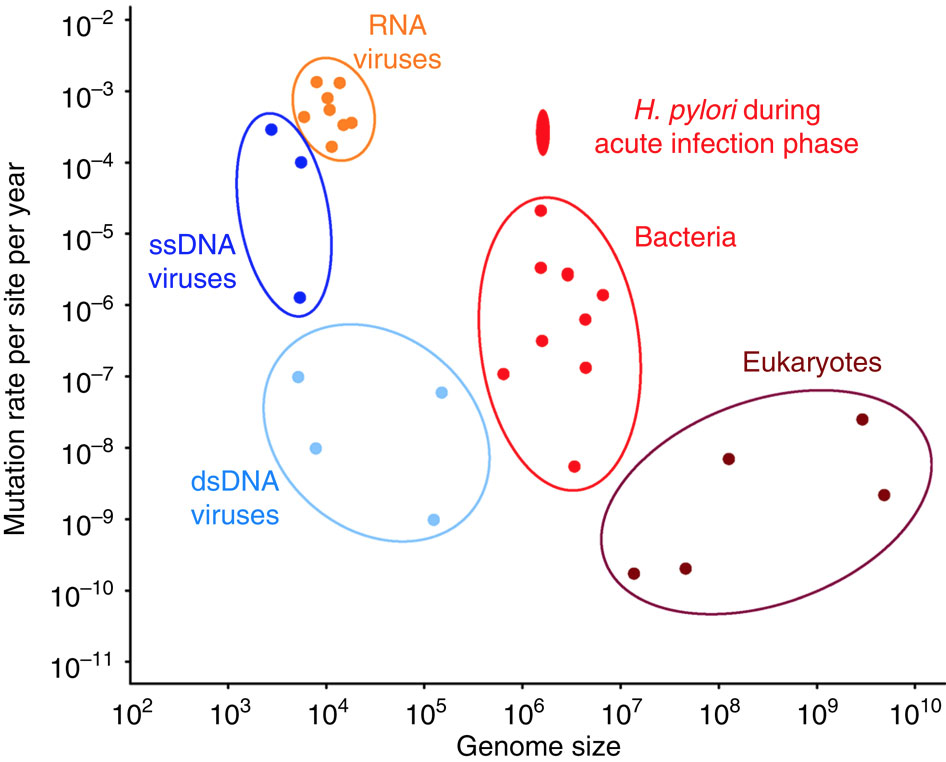 10⁻²
10⁻³
10⁻⁴
10⁻⁵
10⁻⁶
10⁻⁷
10⁻⁸
10⁻⁹
10⁻¹⁰
10⁻¹¹
Mutation rate per site per year
RNA
viruses
H. pylori during
acute infection phase
ssDNA
viruses
Bacteria
Eukaryotes
dsDNA
viruses
10² 10³ 10⁴ 10⁵ 10⁶ 10⁷ 10⁸ 10⁹ 10¹⁰
Genome size